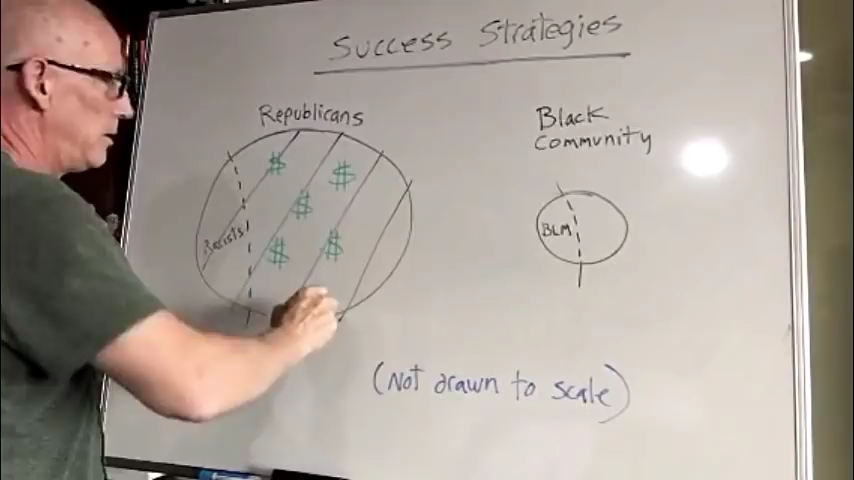 Success Strategies
Republicans
Black
Community
$
$
$
$
$
Racists
BLM
(Not drawn to scale)